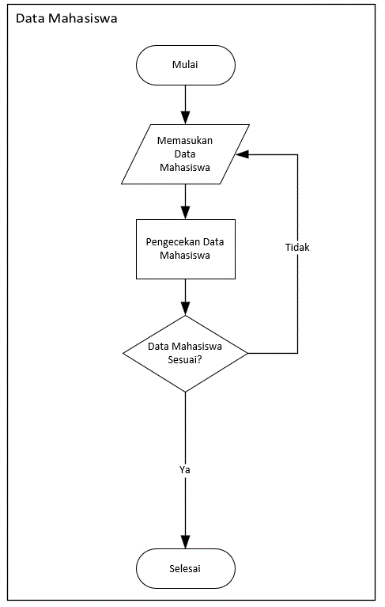 Data Mahasiswa
Mulai
Memasukan
Data
Mahasiswa
Pengecekan Data
Mahasiswa
Tidak
Data Mahasiswa
Sesuai?
Ya
Selesai